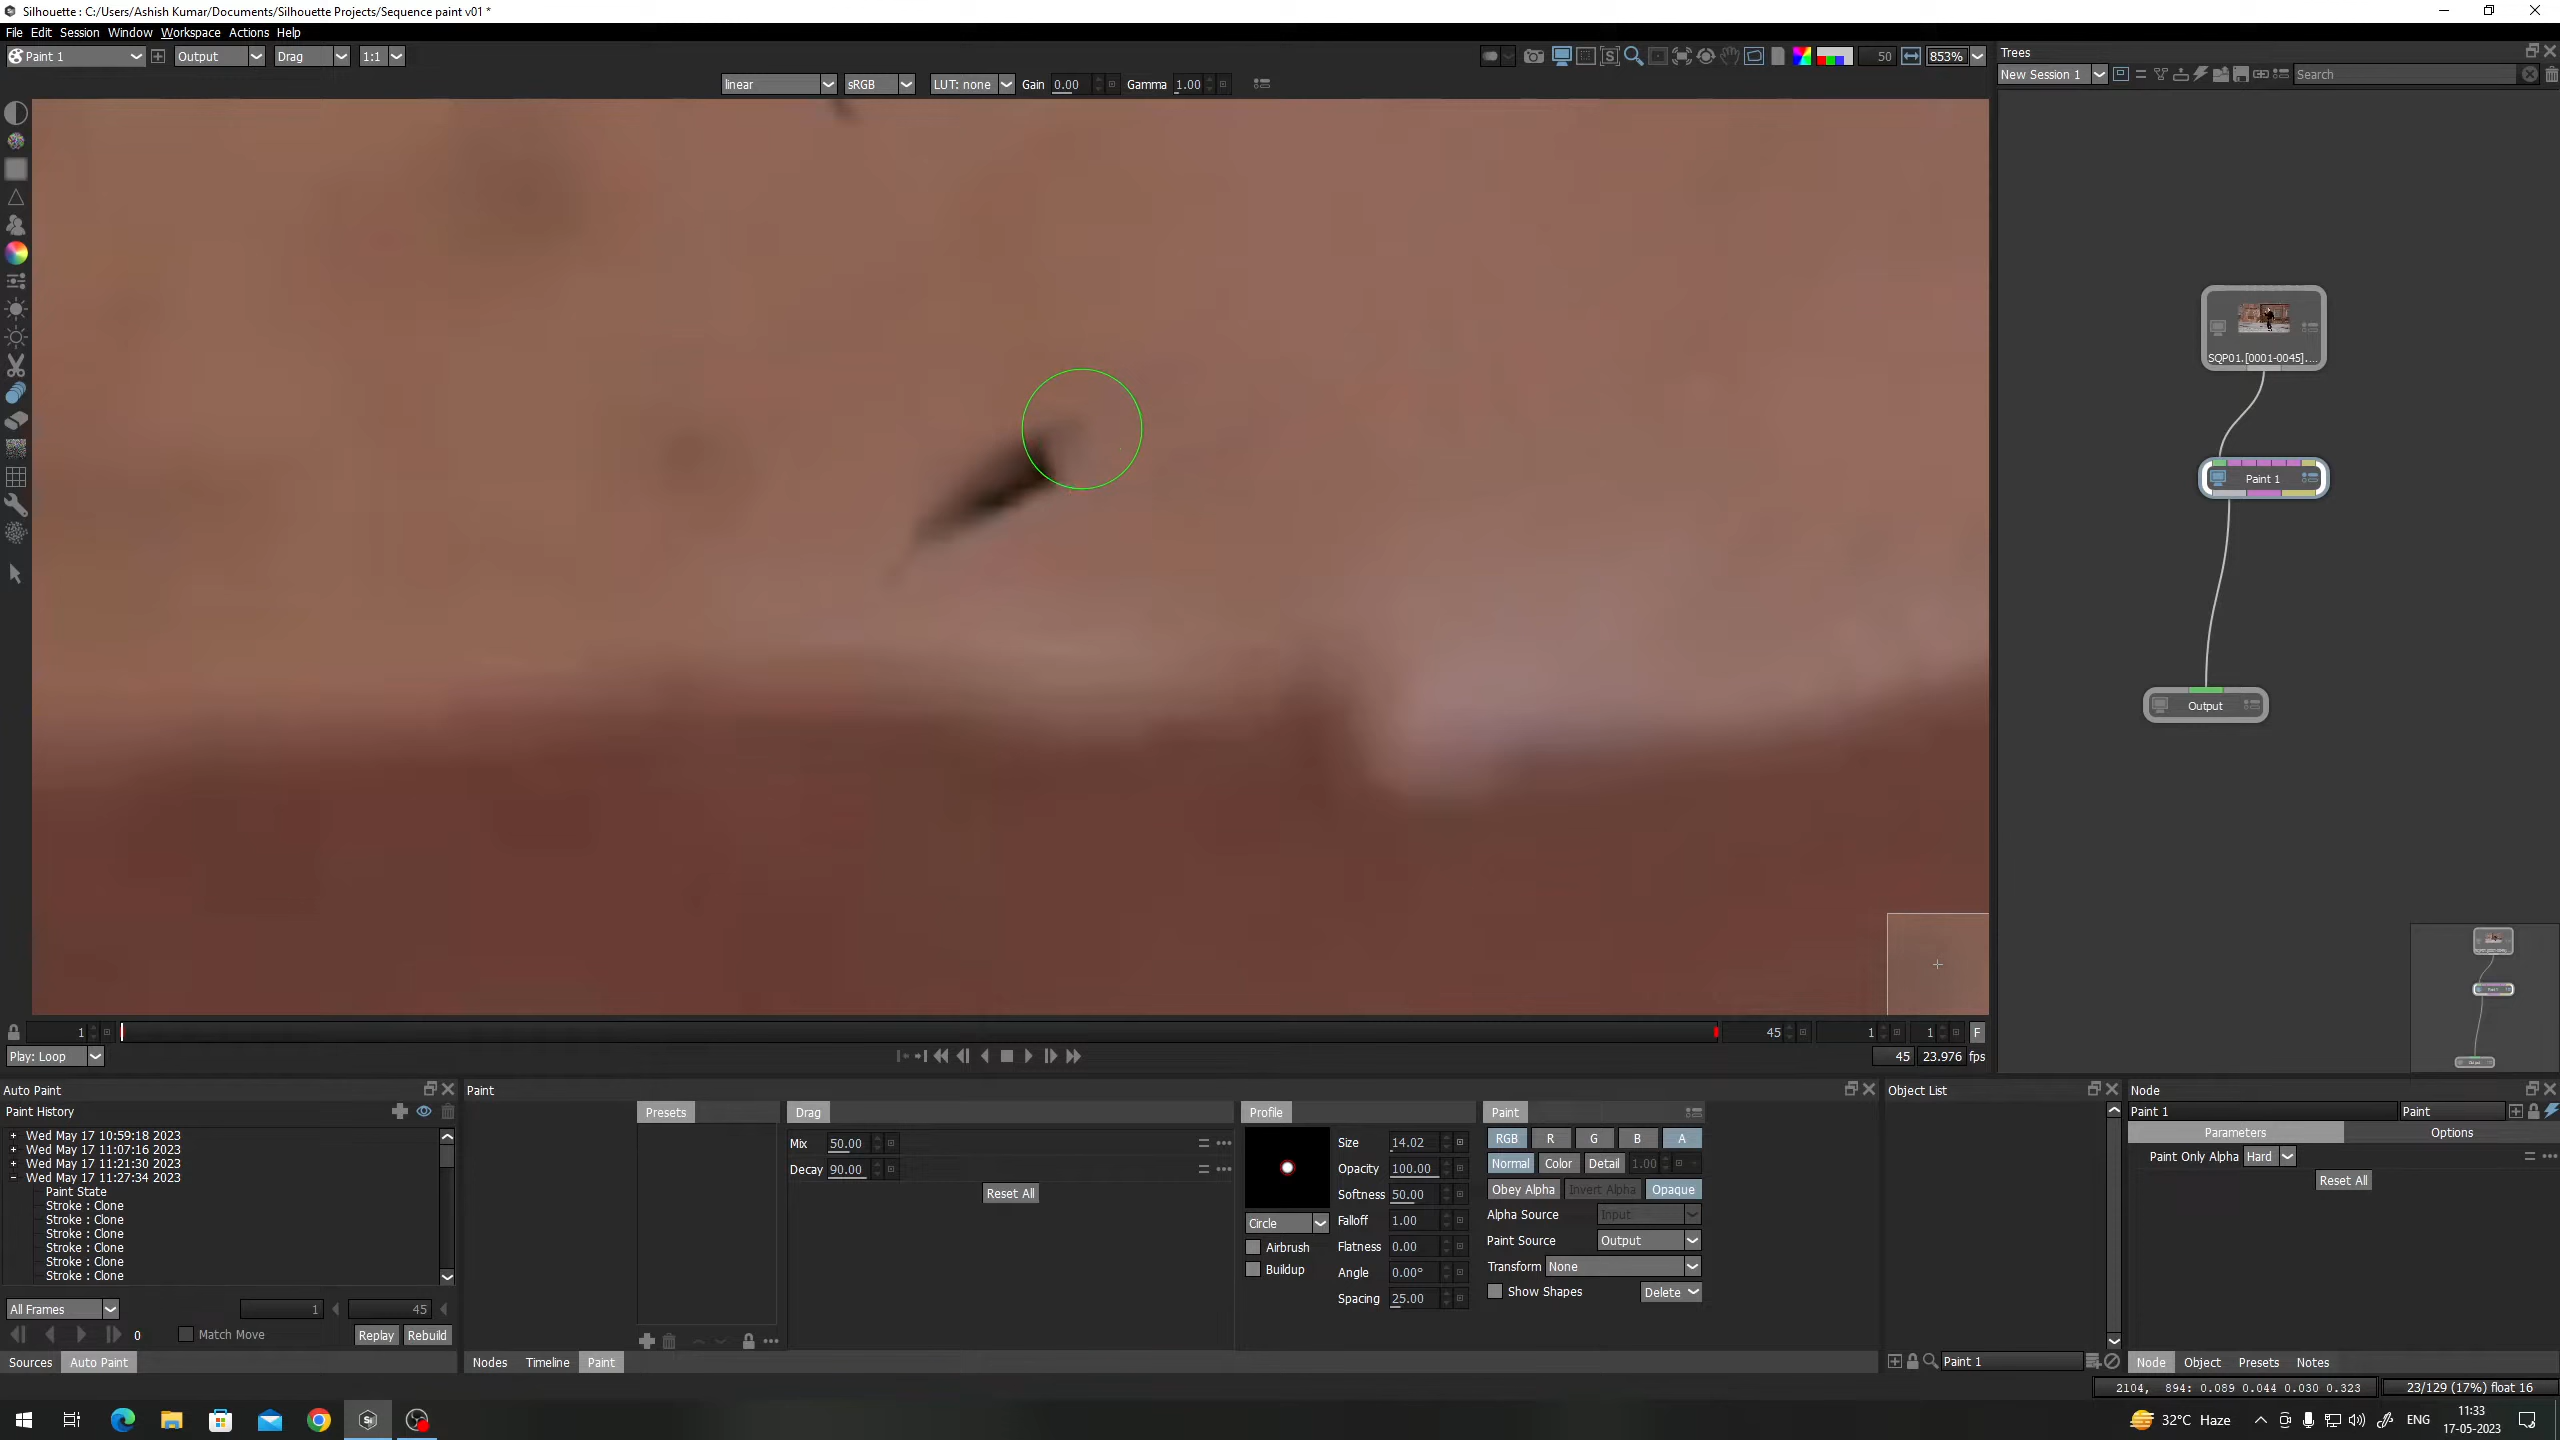 Silhouette : C:/Users/Ashish Kumar/Documents/Silhouette Projects/Sequence paint v01 *
File Edit Session Window Workspace Actions Help
Paint 1 Output Drag 1:1 50 853%
linear sRGB LUT: none Gain 0.00 Gamma 1.00
Trees
New Session 1 Search
SQP01.[0001-0045]....
Paint 1
Output
1 45 1 1 F
Play: Loop 45 23.976 fps
Auto Paint
Paint History
Wed May 17 10:59:18 2023
Wed May 17 11:07:16 2023
Wed May 17 11:21:30 2023
Wed May 17 11:27:34 2023
Paint State
Stroke : Clone
Stroke : Clone
Stroke : Clone
Stroke : Clone
Stroke : Clone
Stroke : Clone
All Frames 1 45
0 Match Move Replay Rebuild
Sources Auto Paint
Paint
Presets
Drag
Mix 50.00
Decay 90.00
Reset All
Profile
Circle
Airbrush
Buildup
Size 14.02
Opacity 100.00
Softness 50.00
Falloff 1.00
Flatness 0.00
Angle 0.00°
Spacing 25.00
Paint
RGB R G B A
Normal Color Detail 1.00
Obey Alpha Invert Alpha Opaque
Alpha Source Input
Paint Source Output
Transform None
Show Shapes Delete
Nodes Timeline Paint
Object List
Paint 1
Node
Paint 1 Paint
Parameters Options
Paint Only Alpha Hard
Reset All
Node Object Presets Notes
2104, 894: 0.089 0.044 0.030 0.323 23/129 (17%) float 16
32°C Haze ENG 11:33
17-05-2023